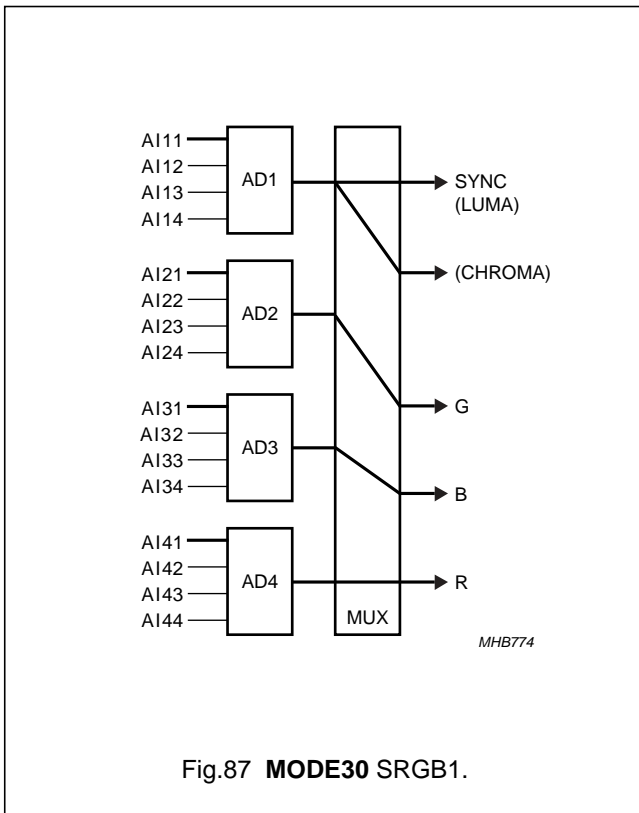 AI11
AI12
AI13
AI14
AD1
SYNC
(LUMA)
(CHROMA)
AI21
AI22
AI23
AI24
AD2
G
AI31
AI32
AI33
AI34
AD3
B
AI41
AI42
AI43
AI44
AD4
R
MUX
MHB774
Fig.87 MODE30 SRGB1.